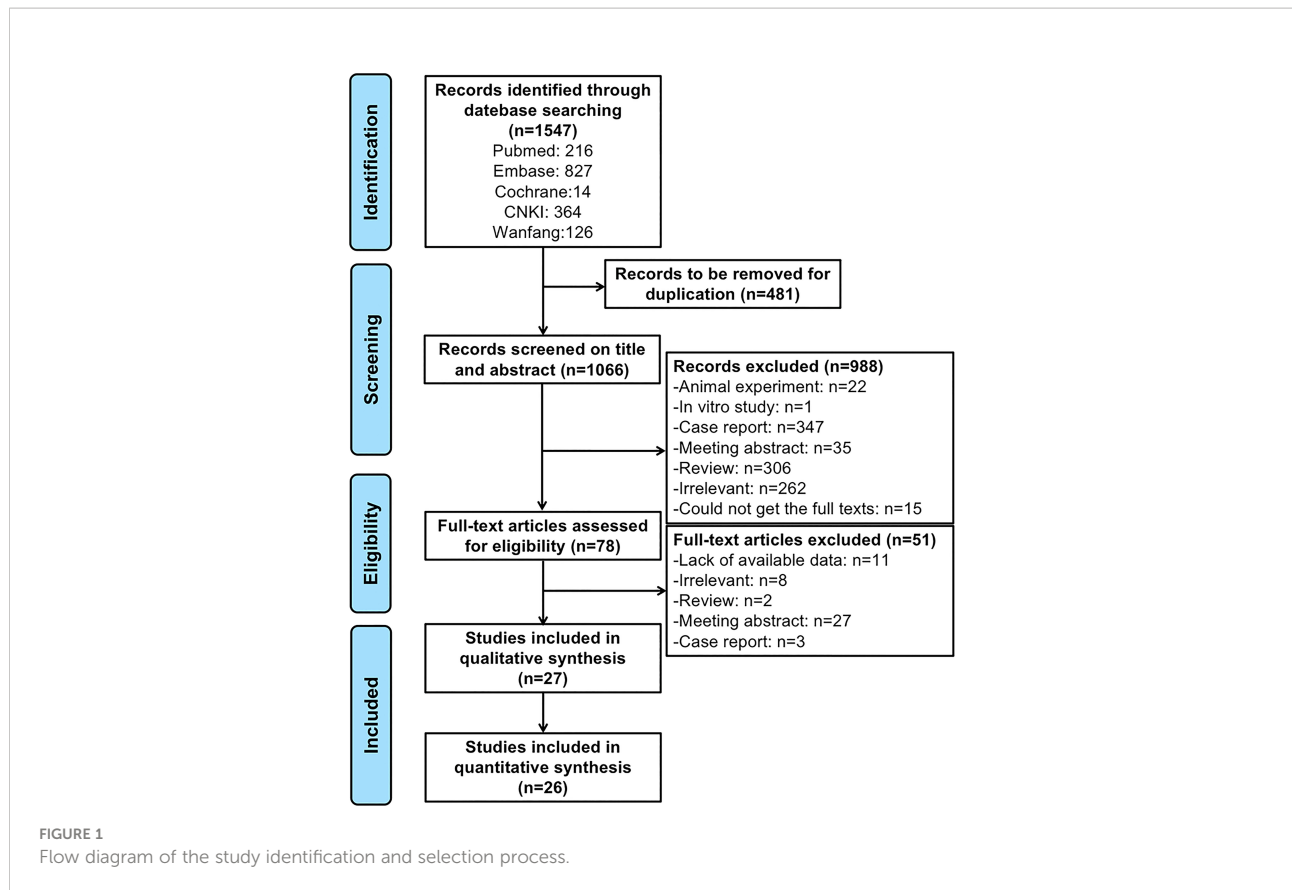 Identification
Records identified through
datebase searching
(n=1547)
Pubmed: 216
Embase: 827
Cochrane:14
CNKI: 364
Wanfang:126
Screening
Records to be removed for
duplication (n=481)
Records screened on title
and abstract (n=1066)
Records excluded (n=988)
-Animal experiment: n=22
-In vitro study: n=1
-Case report: n=347
-Meeting abstract: n=35
-Review: n=306
-Irrelevant: n=262
-Could not get the full texts: n=15
Eligibility
Full-text articles assessed
for eligibility (n=78)
Full-text articles excluded (n=51)
-Lack of available data: n=11
-Irrelevant: n=8
-Review: n=2
-Meeting abstract: n=27
-Case report: n=3
Included
Studies included in
qualitative synthesis
(n=27)
Studies included in
quantitative synthesis
(n=26)
FIGURE 1
Flow diagram of the study identification and selection process.